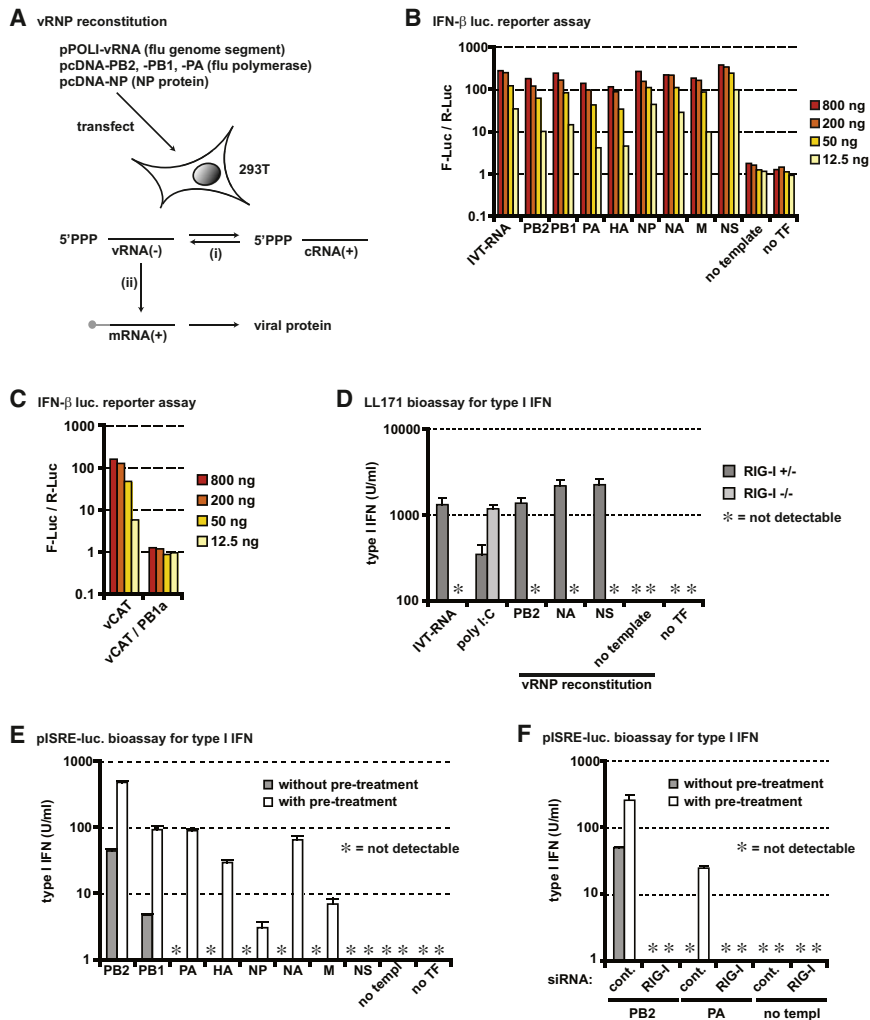 A vRNP reconstitution
pPOLI-vRNA (flu genome segment)
pcDNA-PB2, -PB1, -PA (flu polymerase)
pcDNA-NP (NP protein)
transfect
293T
5'PPP vRNA(-) (i) 5'PPP cRNA(+)
(ii)
mRNA(+) viral protein
B IFN-β luc. reporter assay
F-Luc / R-Luc
1000
100
10
1
0.1
IVT-RNA PB2 PB1 PA HA NP NA M NS no template no TF
800 ng
200 ng
50 ng
12.5 ng
C IFN-β luc. reporter assay
F-Luc / R-Luc
1000
100
10
1
0.1
vCAT vCAT / PB1a
800 ng
200 ng
50 ng
12.5 ng
D LL171 bioassay for type I IFN
type I IFN (U/ml)
10000
1000
100
* * * * * * * *
IVT-RNA poly I:C PB2 NA NS no template no TF
vRNP reconstitution
RIG-I +/-
RIG-I -/-
* = not detectable
E pISRE-luc. bioassay for type I IFN
type I IFN (U/ml)
1000
100
10
1
without pre-treatment
with pre-treatment
* = not detectable
* * * * * * * * * * *
PB2 PB1 PA HA NP NA M NS no templ no TF
F pISRE-luc. bioassay for type I IFN
type I IFN (U/ml)
1000
100
10
1
without pre-treatment
with pre-treatment
* = not detectable
* * * * * * * * *
siRNA: cont. RIG-I cont. RIG-I cont. RIG-I
PB2 PA no templ